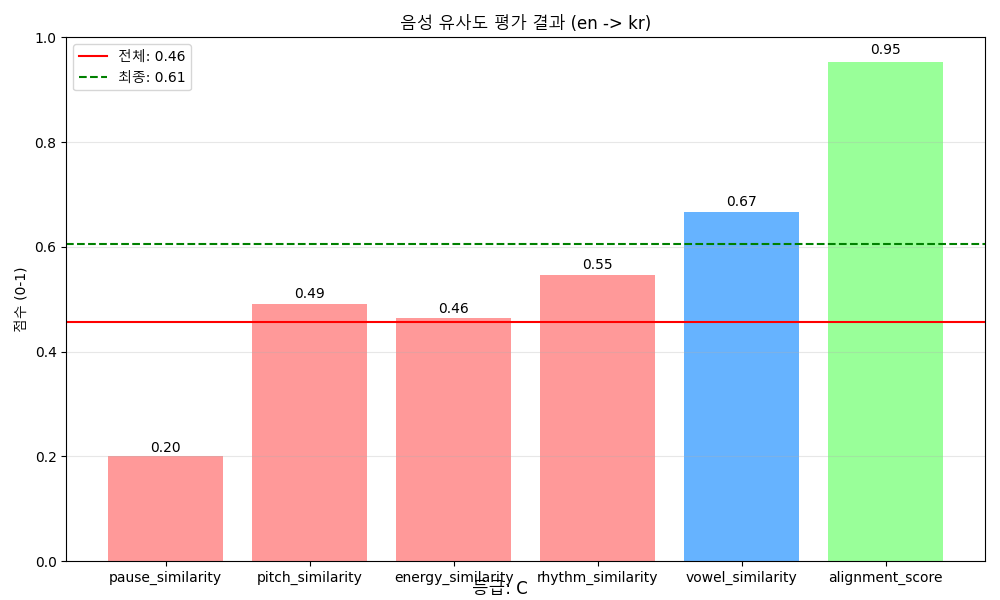 음성 유사도 평가 결과 (en -> kr)
전체: 0.46
최종: 0.61
점수 (0-1)
1.0
0.8
0.6
0.4
0.2
0.0
0.20
0.49
0.46
0.55
0.67
0.95
pause_similarity pitch_similarity energy_similarity rhythm_similarity vowel_similarity alignment_score
등급: C